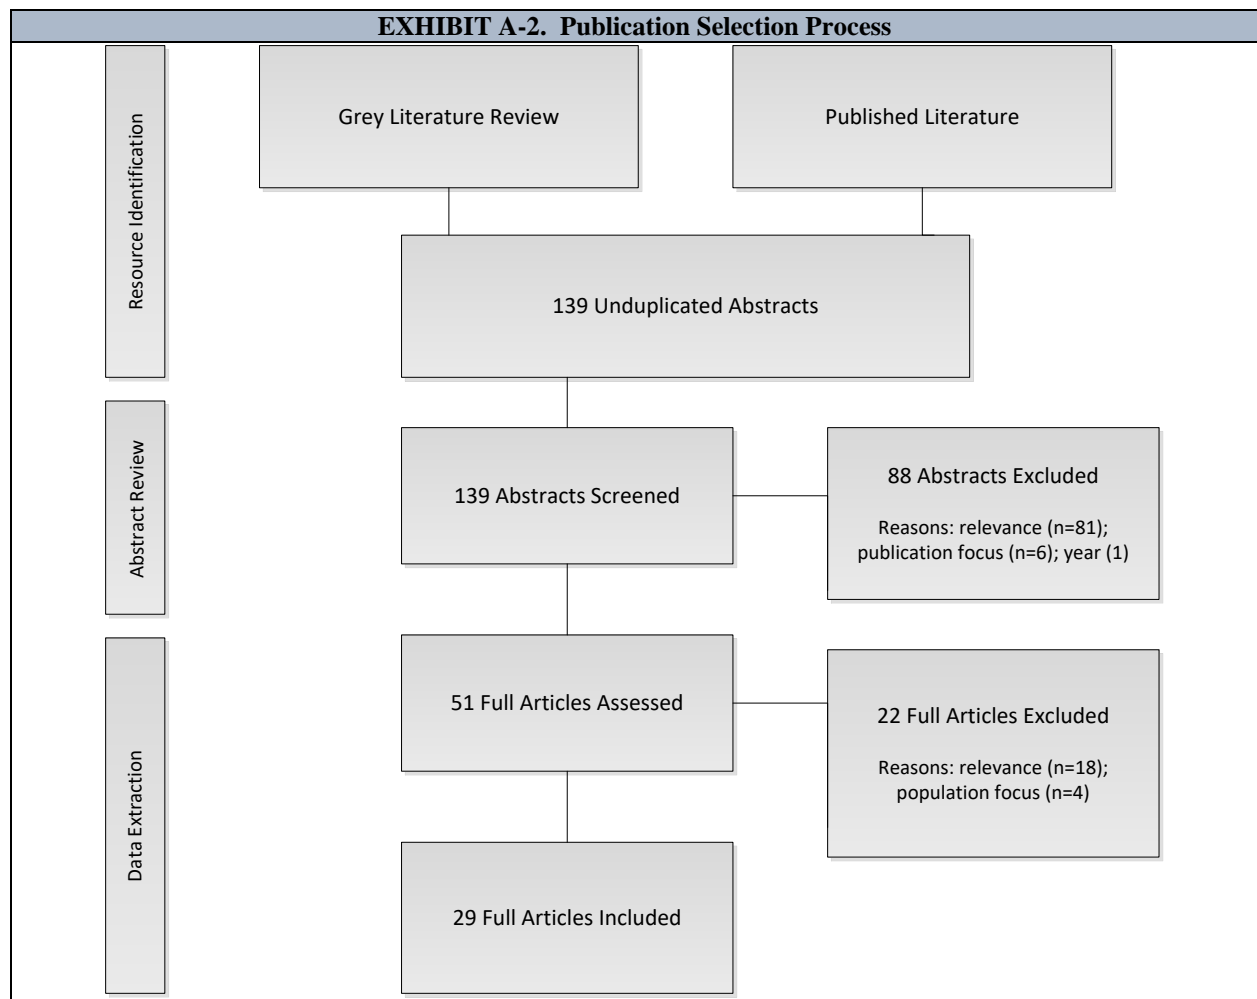 EXHIBIT A-2. Publication Selection Process
Resource Identification
Grey Literature Review
Published Literature
139 Unduplicated Abstracts
Abstract Review
139 Abstracts Screened
88 Abstracts Excluded
Reasons: relevance (n=81);
publication focus (n=6); year (1)
Data Extraction
51 Full Articles Assessed
22 Full Articles Excluded
Reasons: relevance (n=18);
population focus (n=4)
29 Full Articles Included